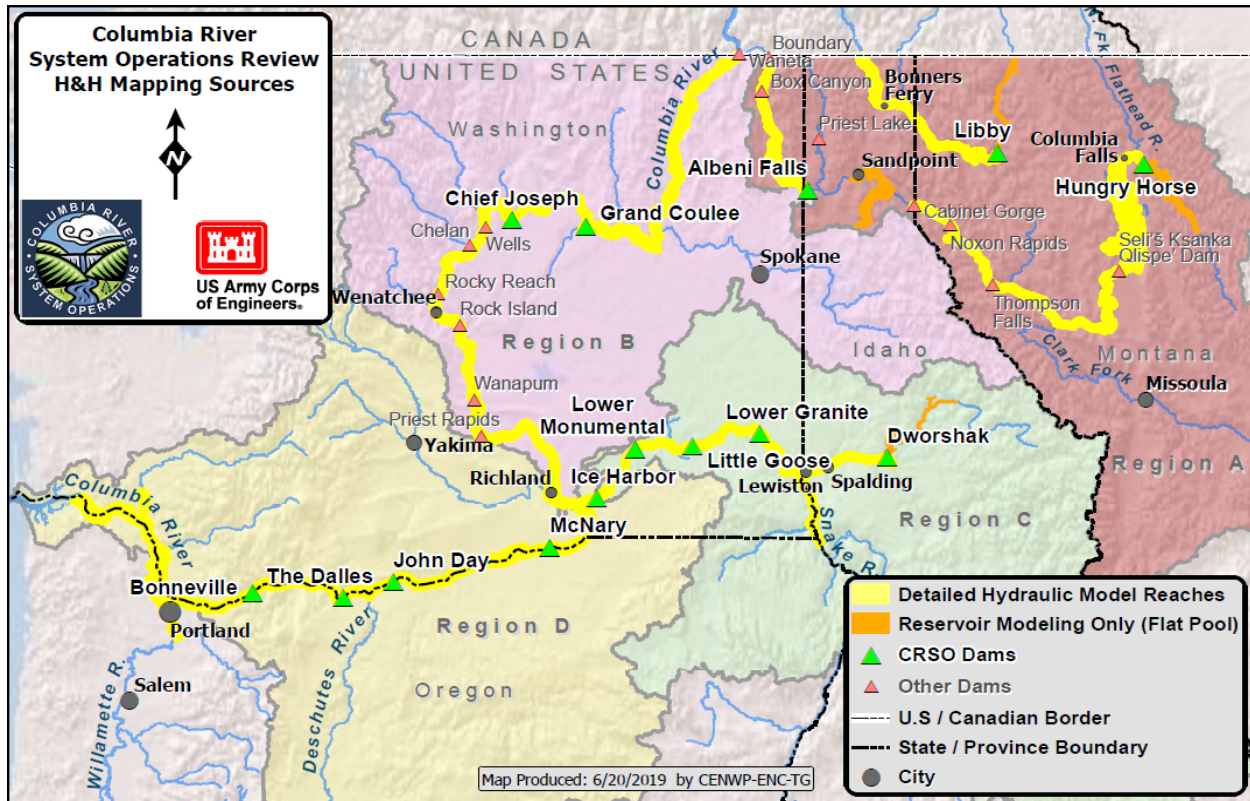 Columbia River
System Operations Review
H&H Mapping Sources
N
COLUMBIA RIVER
SYSTEM OPERATIONS
US Army Corps
of Engineers®
CANADA
UNITED STATES
Washington
Columbia River
Boundary
Waneta
Box Canyon
Bonners
Ferry
Priest Lake
Libby
N. Fk Flathead R.
Columbia
Falls
Sandpoint
Albeni Falls
Hungry Horse
Chief Joseph
Grand Coulee
Cabinet Gorge
Chelan
Wells
Noxon Rapids
Seli'š Ksanka
Qlispe' Dam
Spokane
Rocky Reach
Wenatchee
Rock Island
Thompson
Falls
Region B
Idaho
Clark Fork
Montana
Missoula
Wanapum
Lower
Monumental
Lower Granite
Priest Rapids
Yakima
Dworshak
Region A
Richland
Ice Harbor
Little Goose
Lewiston
Spalding
Columbia River
McNary
Snake R.
Region C
Bonneville
The Dalles
John Day
Portland
Region D
Deschutes River
Willamette R.
Salem
Oregon
Detailed Hydraulic Model Reaches
Reservoir Modeling Only (Flat Pool)
CRSO Dams
Other Dams
U.S / Canadian Border
State / Province Boundary
City
Map Produced: 6/20/2019 by CENWP-ENC-TG